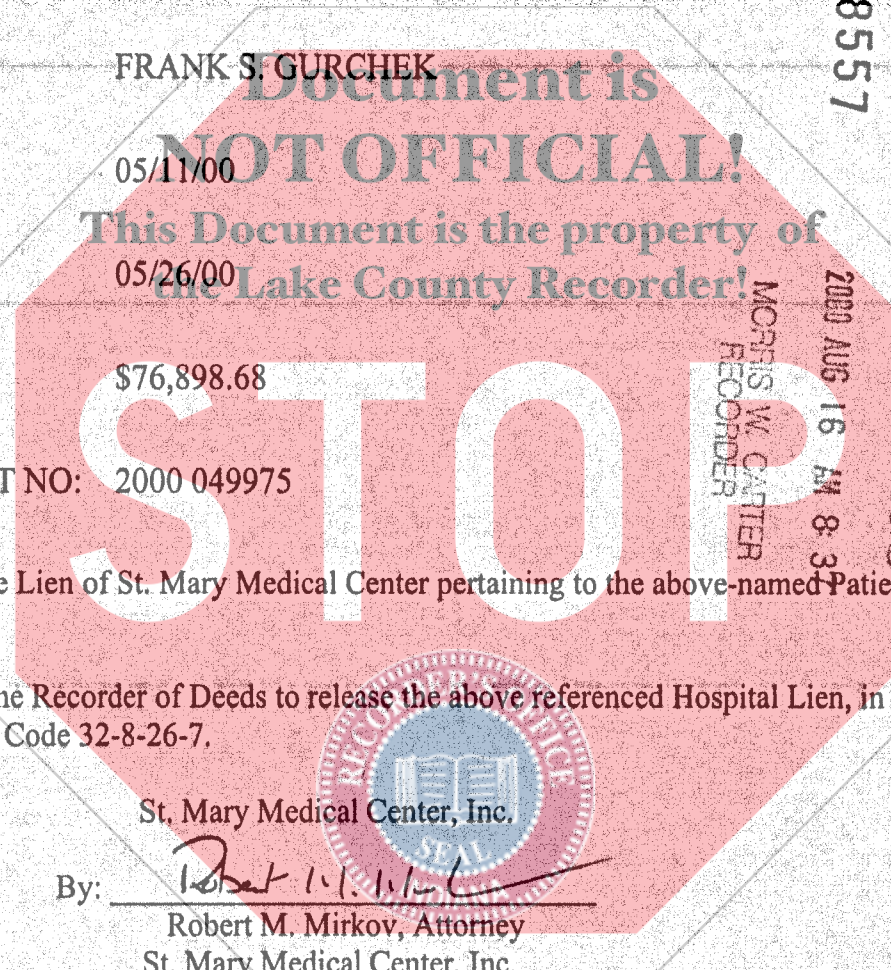 8557
FRANK S. GURCHEK
Document is
NOT OFFICIAL!
05/11/00
This Document is the property of
05/26/00
the Lake County Recorder!
2000 AUG 16 AM 8:37
MORRIS W. CARTER
RECORDER
$76,898.68
STOP
T NO: 2000 049975
e Lien of St. Mary Medical Center pertaining to the above-named Patie
he Recorder of Deeds to release the above referenced Hospital Lien, in
Code 32-8-26-7.
RECORDER'S OFFICE
SEAL
INDIANA
St. Mary Medical Center, Inc.
By:
Robert M. Mirkov, Attorney
St. Mary Medical Center, Inc.